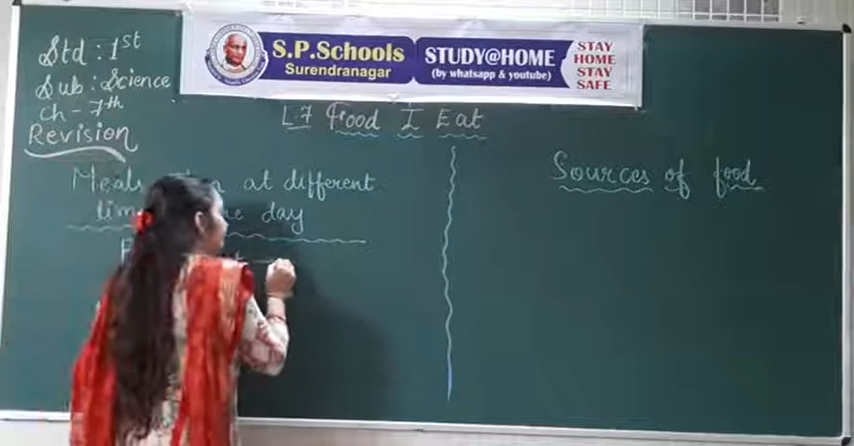 Std : 1st
Sub : Science
Ch - 7th
Revision
S.P.Schools
Surendranagar
STUDY@HOME
(by whatsapp & youtube)
STAY
HOME
STAY
SAFE
L:7 Food I Eat
Meals at different
day
Sources of food